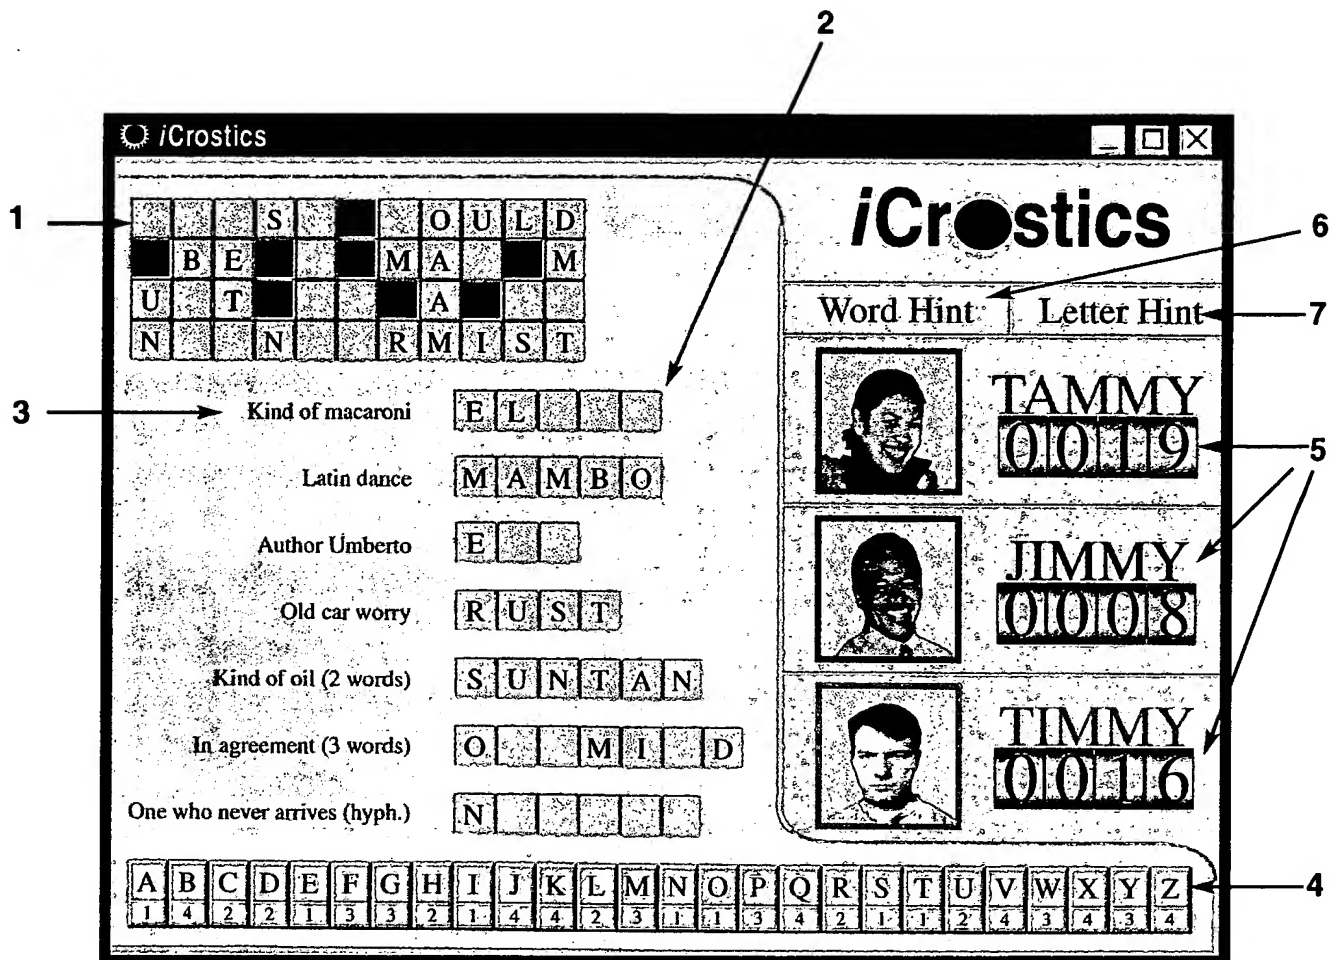 2
iCrostics
iCrostics
1
S OULD
BE MA M
U T A
N N RMIST
6
Word Hint Letter Hint
7
3
Kind of macaroni EL
TAMMY
0019
5
Latin dance MAMBO
Author Umberto E
JIMMY
0008
Old car worry RUST
Kind of oil (2 words) SUNTAN
TIMMY
0016
In agreement (3 words) O MI D
One who never arrives (hyph.) N
A B C D E F G H I J K L M N O P Q R S T U V W X Y Z
1 4 2 2 1 3 3 2 1 4 4 2 3 1 1 3 4 2 1 1 2 4 3 4 3 4
4